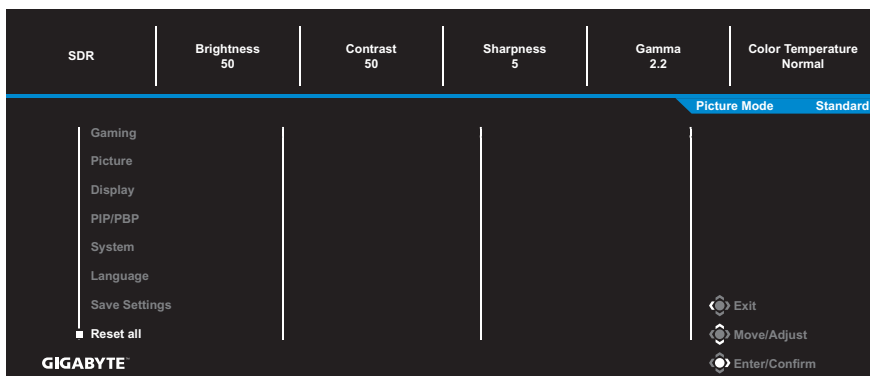 SDR
Brightness
50
Contrast
50
Sharpness
5
Gamma
2.2
Color Temperature
Normal
Picture Mode Standard
Gaming
Picture
Display
PIP/PBP
System
Language
Save Settings
Reset all
Exit
Move/Adjust
Enter/Confirm
GIGABYTE™